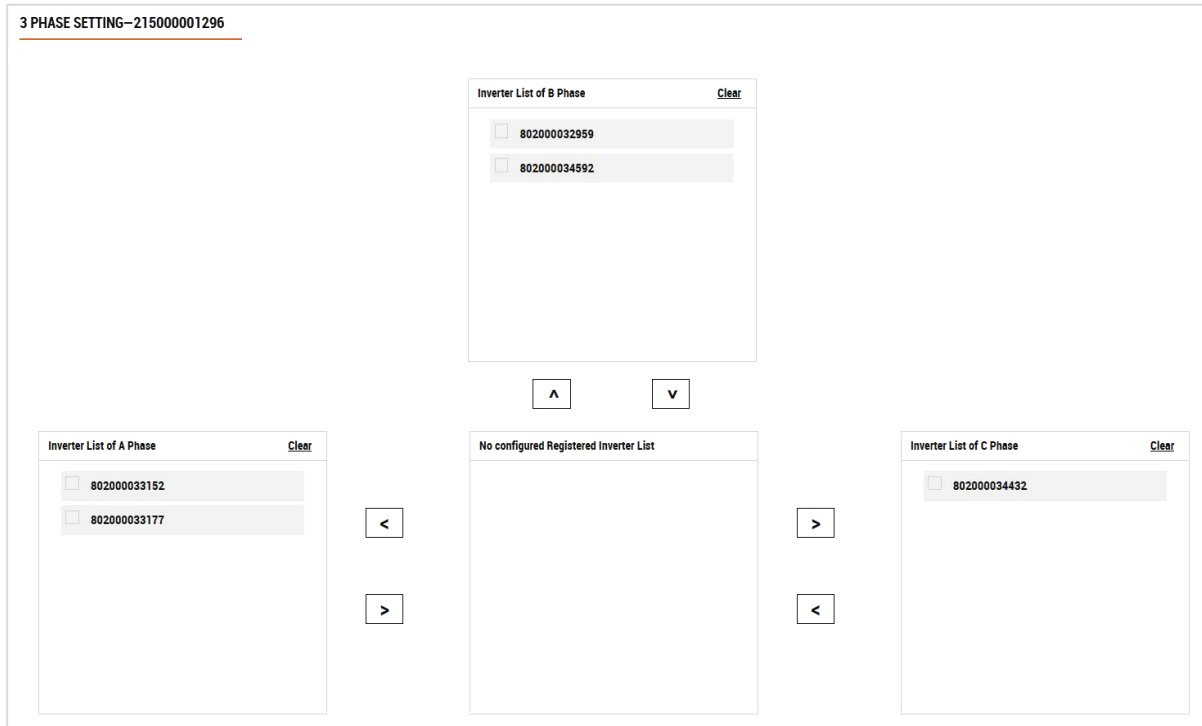 3 PHASE SETTING—215000001296
Inverter List of B Phase Clear
802000032959
802000034592
˄ ˅
Inverter List of A Phase Clear
802000033152
802000033177
<
>
No configured Registered Inverter List
>
<
Inverter List of C Phase Clear
802000034432